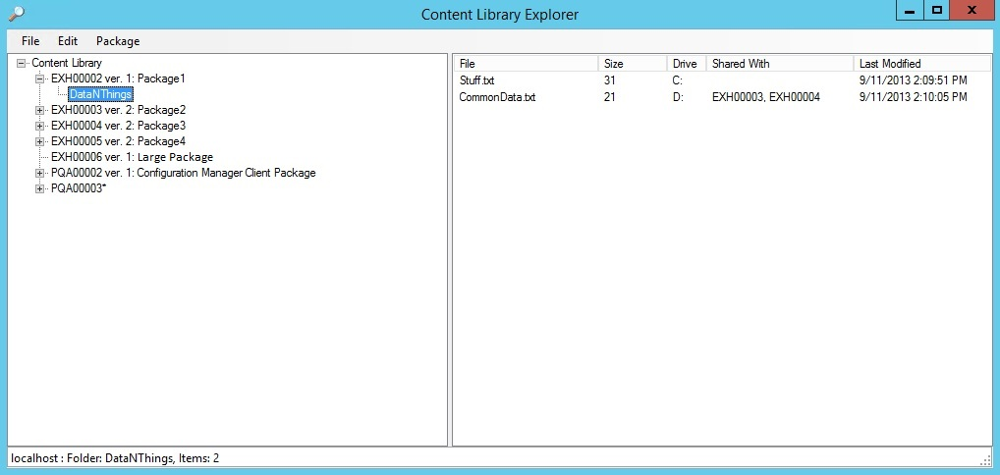 Content Library Explorer
File Edit Package
Content Library
EXH00002 ver. 1: Package1
DataNThings
EXH00003 ver. 2: Package2
EXH00004 ver. 2: Package3
EXH00005 ver. 2: Package4
EXH00006 ver. 1: Large Package
PQA00002 ver. 1: Configuration Manager Client Package
PQA00003*
File Size Drive Shared With Last Modified
Stuff.txt 31 C: 9/11/2013 2:09:51 PM
CommonData.txt 21 D: EXH00003, EXH00004 9/11/2013 2:10:05 PM
localhost : Folder: DataNThings, Items: 2